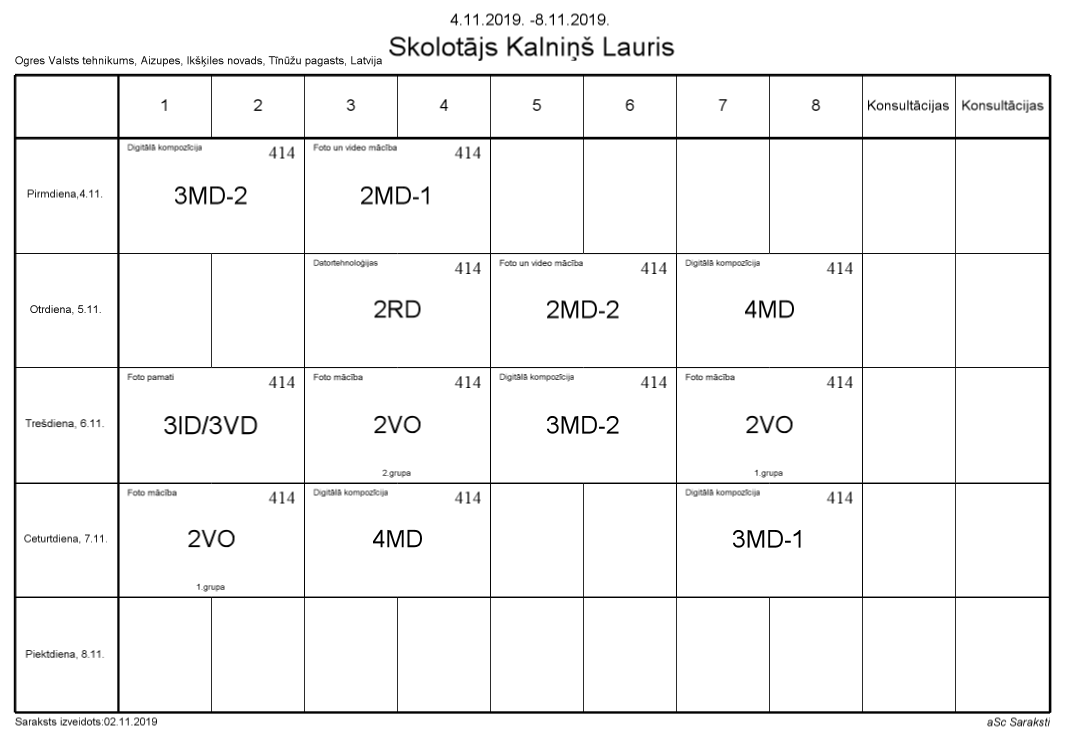 4.11.2019. -8.11.2019.
Skolotājs Kalniņš Lauris
Ogres Valsts tehnikums, Aizupes, Ikšķiles novads, Tīnūžu pagasts, Latvija
1 2 3 4 5 6 7 8 Konsultācijas Konsultācijas
Digitālā kompozīcija 414 Foto un video mācība 414
Pirmdiena,4.11. 3MD-2 2MD-1
Datortehnoloģijas 414 Foto un video mācība 414 Digitālā kompozīcija 414
Otrdiena, 5.11. 2RD 2MD-2 4MD
Foto pamati 414 Foto mācība 414 Digitālā kompozīcija 414 Foto mācība 414
Trešdiena, 6.11. 3ID/3VD 2VO 3MD-2 2VO
2.grupa 1.grupa
Foto mācība 414 Digitālā kompozīcija 414 Digitālā kompozīcija 414
Ceturtdiena, 7.11. 2VO 4MD 3MD-1
1.grupa
Piektdiena, 8.11.
Saraksts izveidots:02.11.2019 aSc Saraksti